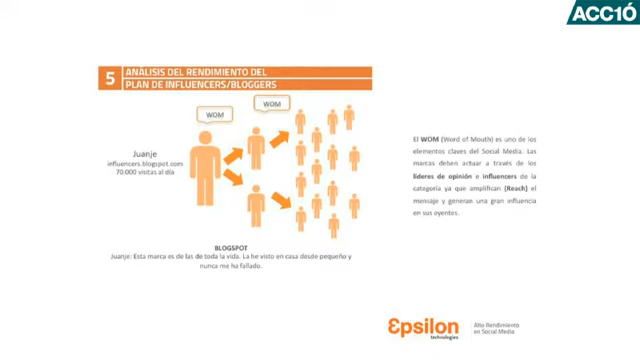 ACC1Ó
5
ANÁLISIS DEL RENDIMIENTO DEL
PLAN DE INFLUENCERS/BLOGGERS
WOM
WOM
Juanje
influencers.blogspot.com
70.000 visitas al día
BLOGSPOT
Juanje: Esta marca es de las de toda la vida. La he visto en casa desde pequeño y
nunca me ha fallado.
El WOM (Word of Mouth) es uno de los
elementos claves del Social Media. Las
marcas deben actuar a través de los
líderes de opinión e influencers de la
categoría ya que amplifican (Reach) el
mensaje y generan una gran influencia
en sus oyentes.
epsilon
technologies
Alto Rendimiento
en Social Media